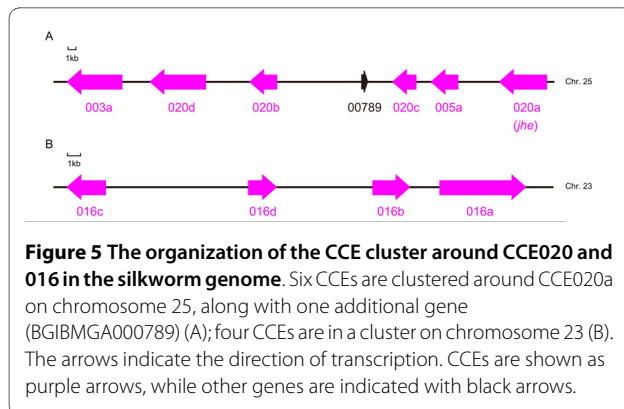 A
1kb
Chr. 25
003a 020d 020b 00789 020c 005a 020a
(jhe)
B
1kb
Chr. 23
016c 016d 016b 016a
Figure 5 The organization of the CCE cluster around CCE020 and
016 in the silkworm genome. Six CCEs are clustered around CCE020a
on chromosome 25, along with one additional gene
(BGIBMGA000789) (A); four CCEs are in a cluster on chromosome 23 (B).
The arrows indicate the direction of transcription. CCEs are shown as
purple arrows, while other genes are indicated with black arrows.